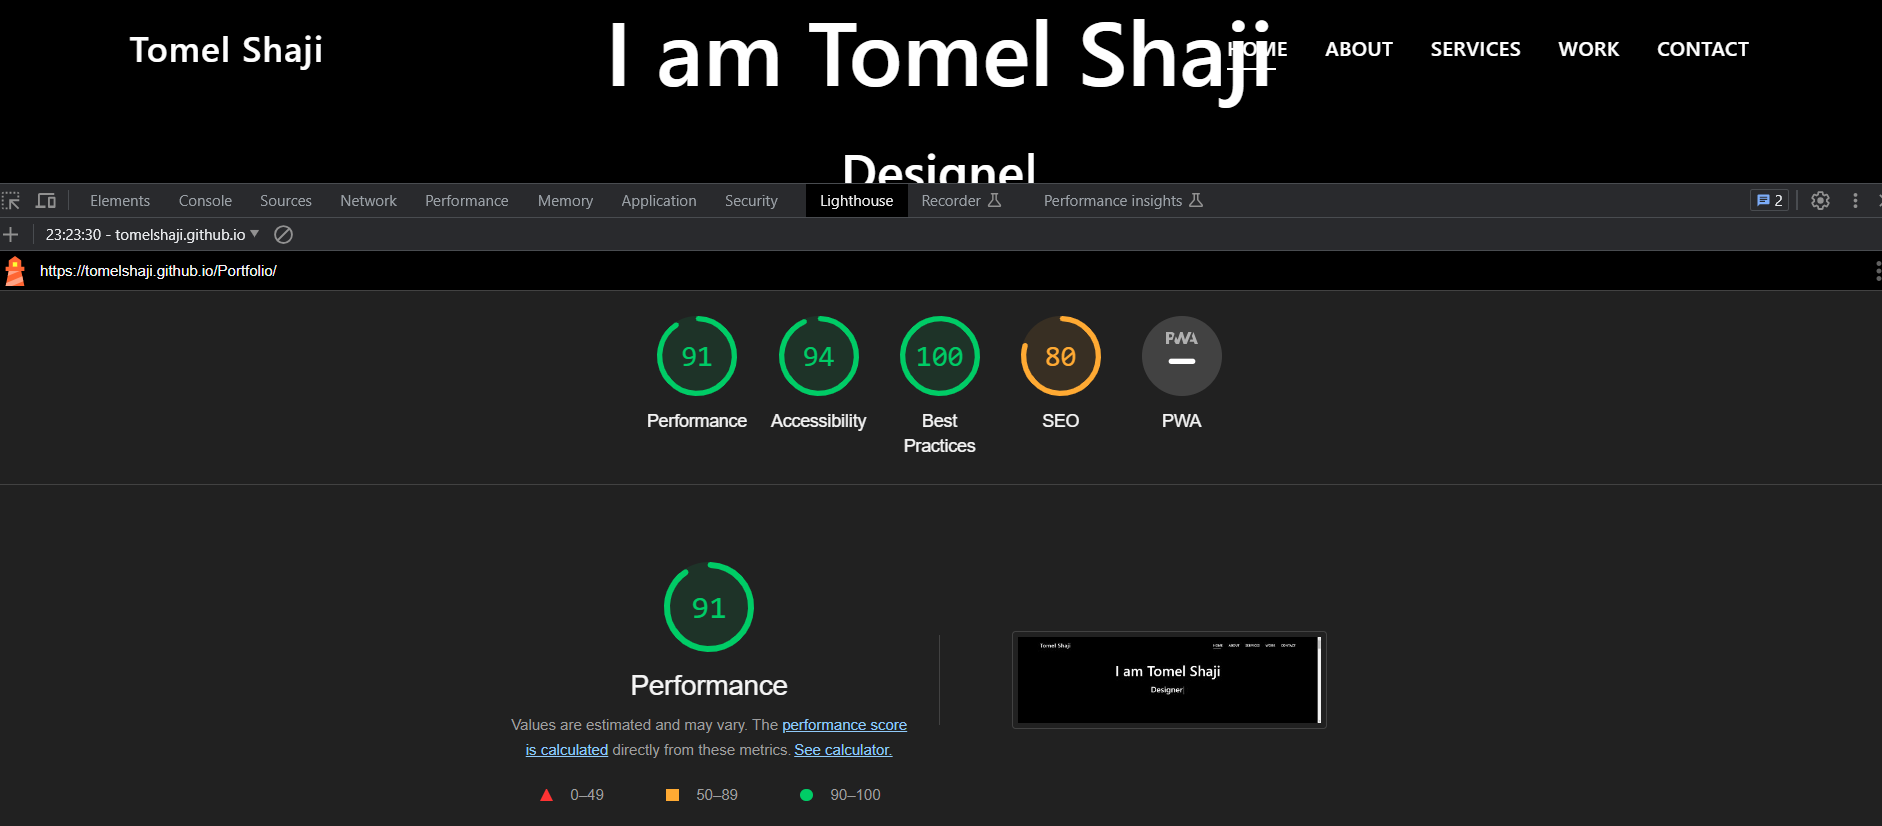 Tomel Shaji
I am Tomel Shaji
HOME ABOUT SERVICES WORK CONTACT
Designe|
Elements Console Sources Network Performance Memory Application Security Lighthouse Recorder Performance insights 2
23:23:30 - tomelshaji.github.io
https://tomelshaji.github.io/Portfolio/
91 94 100 80 PWA
Performance Accessibility Best Practices SEO PWA
91
Performance
Values are estimated and may vary. The performance score
is calculated directly from these metrics. See calculator.
0–49 50–89 90–100
Tomel Shaji HOME ABOUT SERVICES WORK CONTACT
I am Tomel Shaji
Designer|